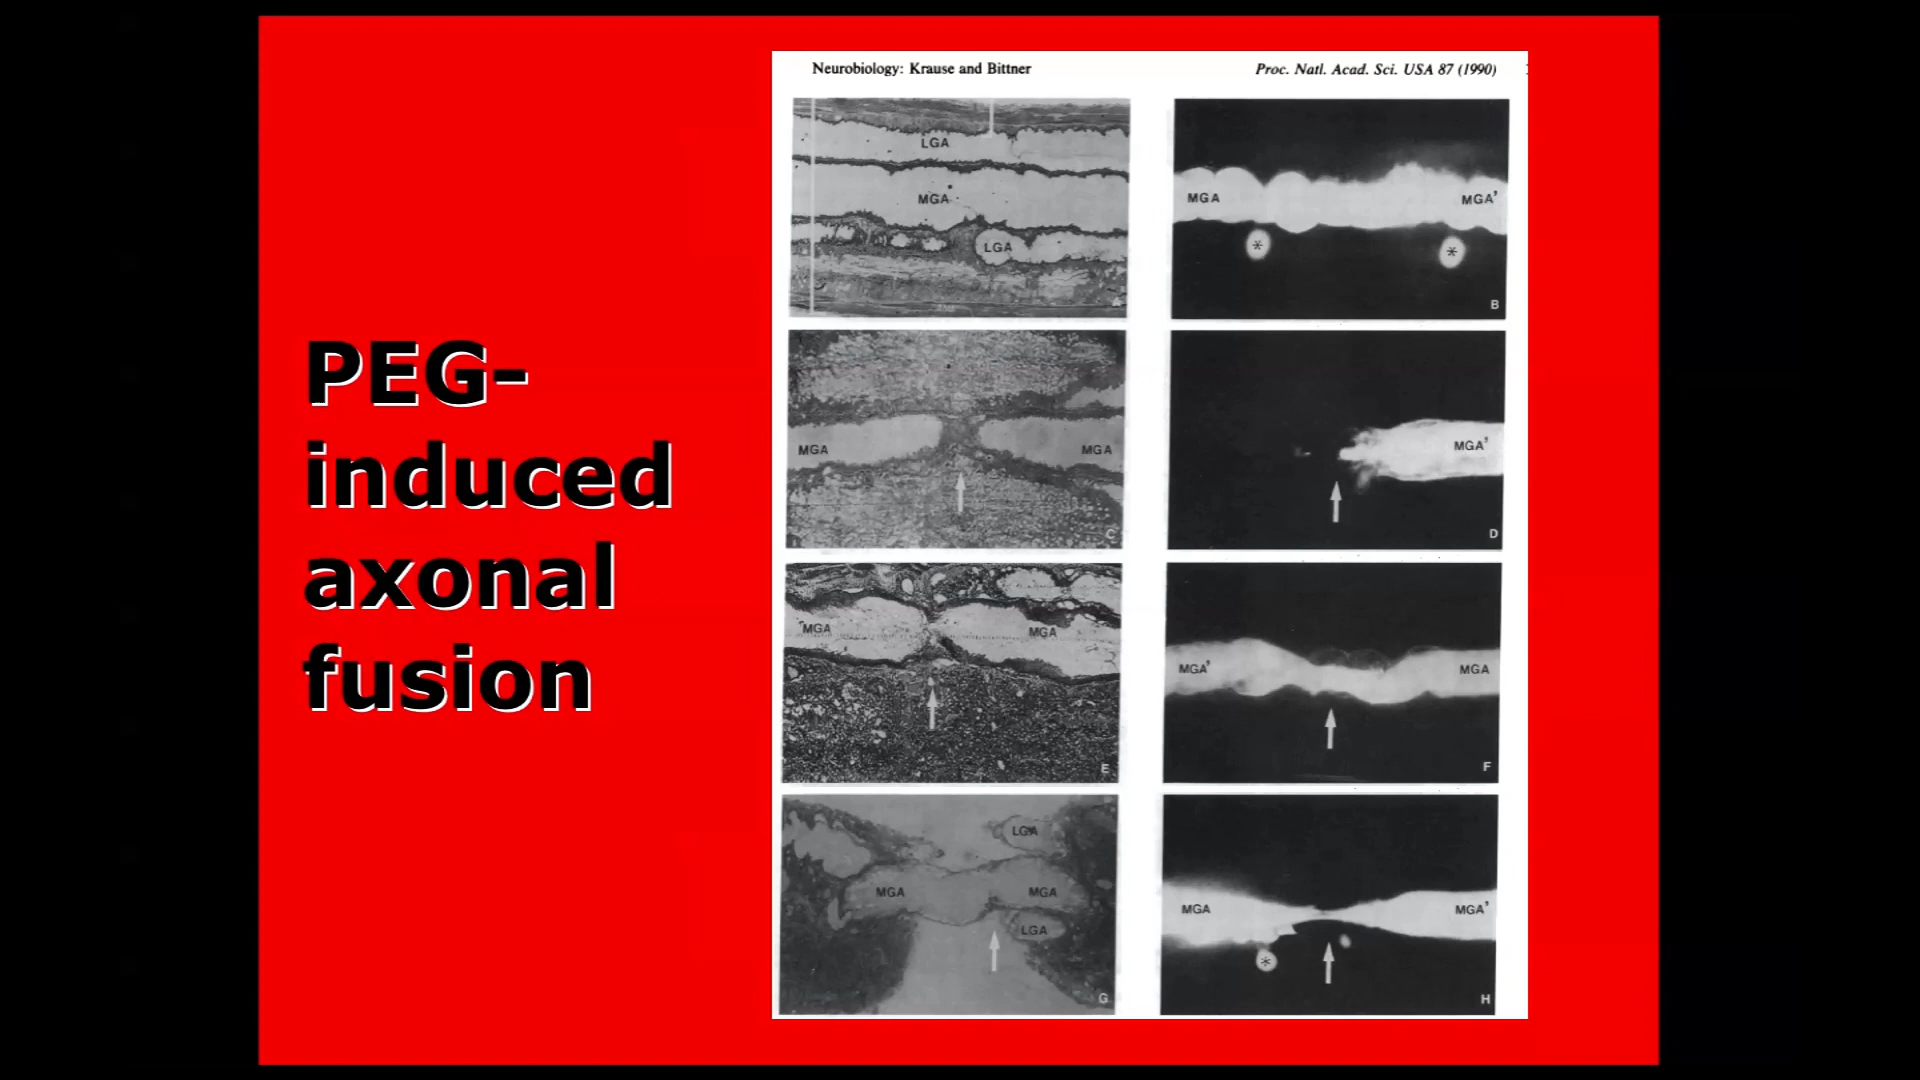 PEG-
induced
axonal
fusion
Neurobiology: Krause and Bittner
Proc. Natl. Acad. Sci. USA 87 (1990)
LGA
MGA
LGA
A
MGA
MGA'
*
*
B
MGA
MGA
C
MGA'
D
MGA
MGA
E
MGA'
MGA
F
LGA
MGA
MGA
LGA
G
MGA
MGA'
*
H